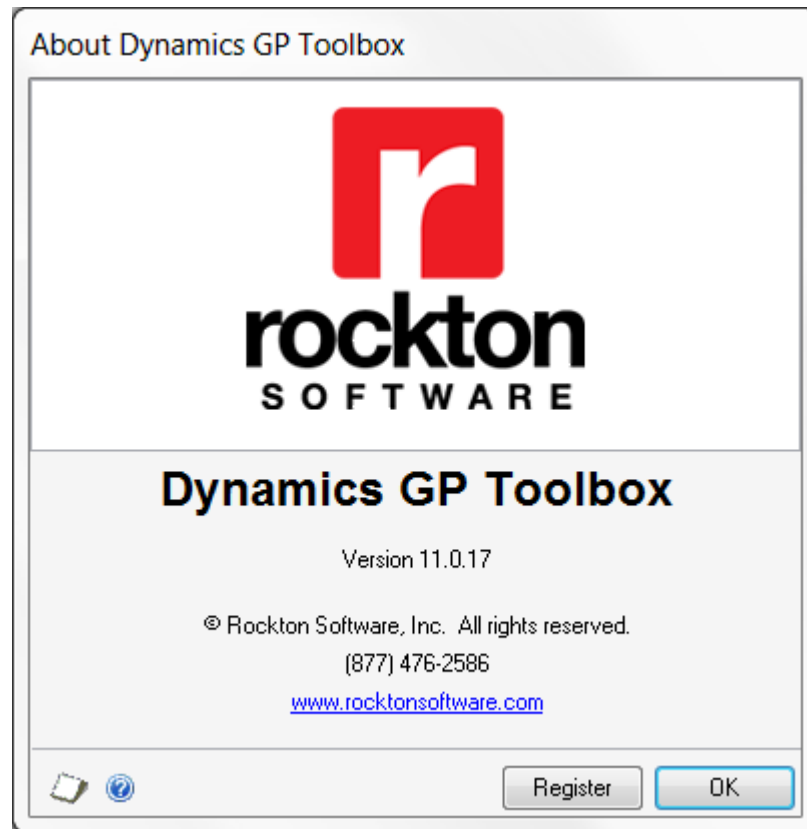 About Dynamics GP Toolbox
r
rockton
SOFTWARE
Dynamics GP Toolbox
Version 11.0.17
© Rockton Software, Inc. All rights reserved.
(877) 476-2586
www.rocktonsoftware.com
Register OK